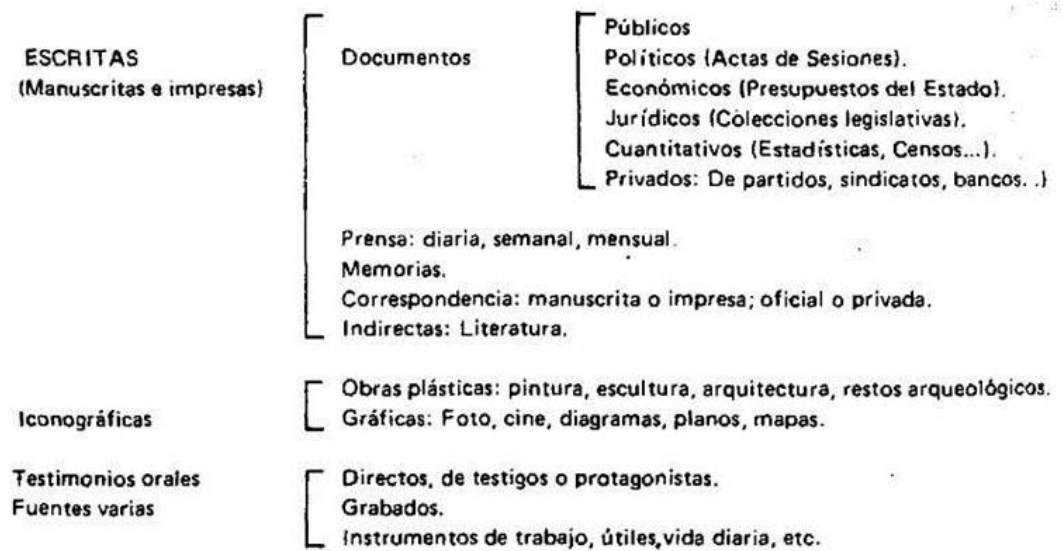 ESCRITAS
(Manuscritas e impresas)
Documentos
Públicos
Políticos (Actas de Sesiones).
Económicos (Presupuestos del Estado).
Jurídicos (Colecciones legislativas).
Cuantitativos (Estadísticas, Censos...).
Privados: De partidos, sindicatos, bancos. .)
Prensa: diaria, semanal, mensual.
Memorias.
Correspondencia: manuscrita o impresa; oficial o privada.
Indirectas: Literatura.
Iconográficas
Obras plásticas: pintura, escultura, arquitectura, restos arqueológicos.
Gráficas: Foto, cine, diagramas, planos, mapas.
Testimonios orales
Fuentes varias
Directos, de testigos o protagonistas.
Grabados.
Instrumentos de trabajo, útiles, vida diaria, etc.